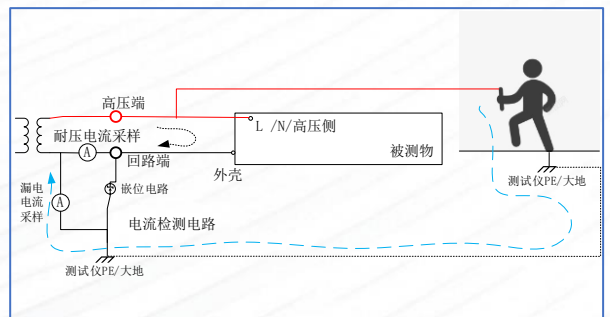 高压端
L /N/高压侧
耐压电流采样
A
回路端
被测物
外壳
测试仪PE/大地
漏电
电流
采样
A
嵌位电路
电流检测电路
测试仪PE/大地